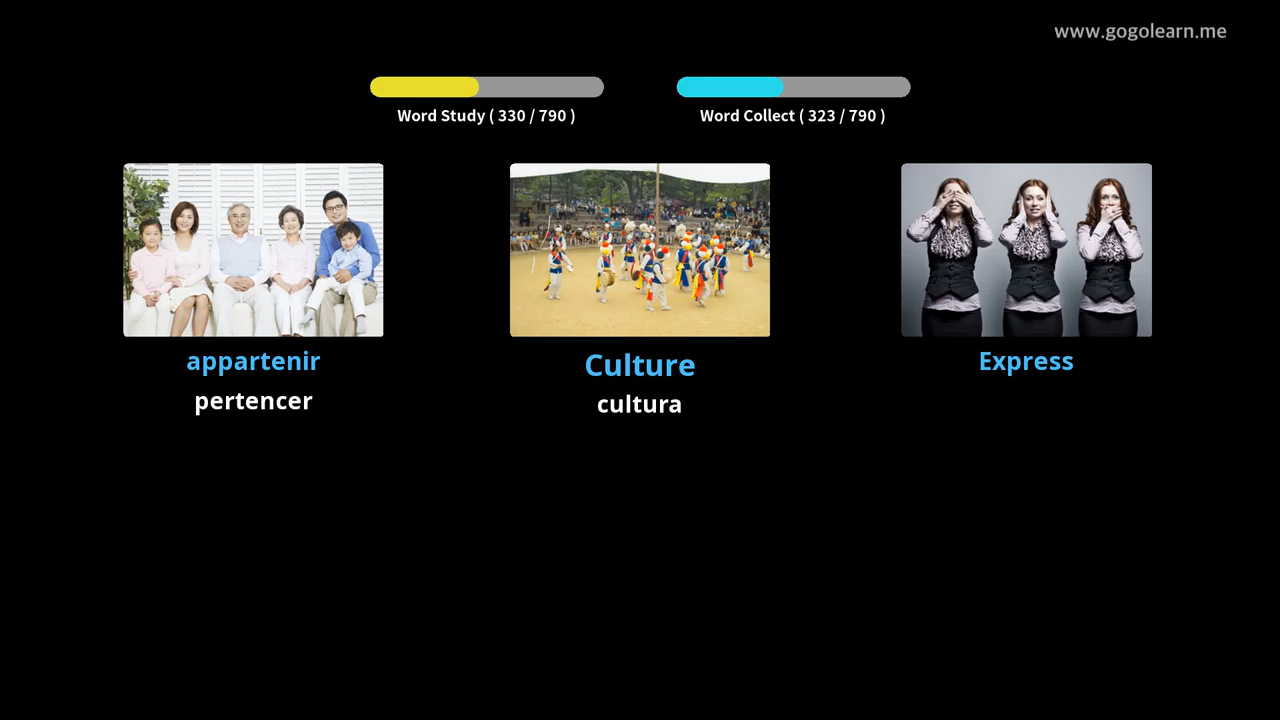 www.gogolearn.me
Word Study ( 330 / 790 )
Word Collect ( 323 / 790 )
appartenir
pertencer
Culture
cultura
Express